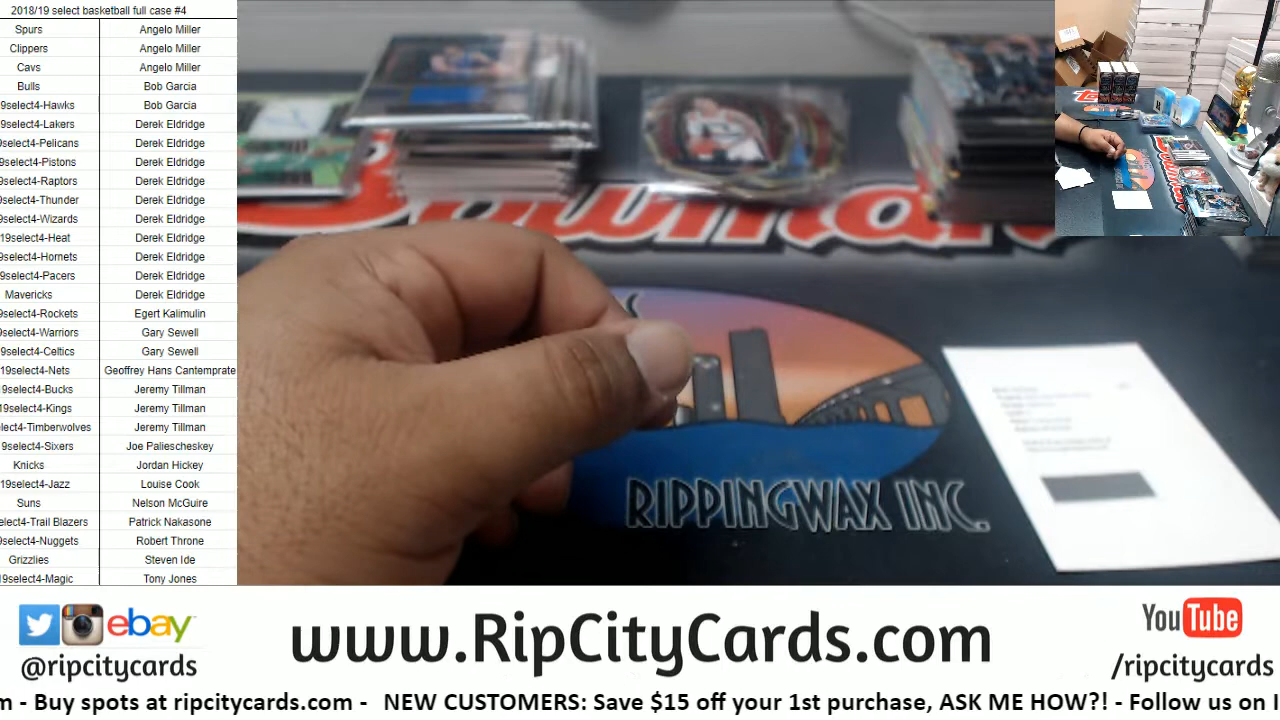 2018/19 select basketball full case #4
Spurs Angelo Miller
Clippers Angelo Miller
Cavs Angelo Miller
Bulls Bob Garcia
9select4-Hawks Bob Garcia
9select4-Lakers Derek Eldridge
9select4-Pelicans Derek Eldridge
9select4-Pistons Derek Eldridge
9select4-Raptors Derek Eldridge
9select4-Thunder Derek Eldridge
9select4-Wizards Derek Eldridge
19select4-Heat Derek Eldridge
9select4-Hornets Derek Eldridge
9select4-Pacers Derek Eldridge
Mavericks Derek Eldridge
9select4-Rockets Egert Kalimulin
9select4-Warriors Gary Sewell
9select4-Celtics Gary Sewell
19select4-Nets Geoffrey Hans Cantemprate
9select4-Bucks Jeremy Tillman
19select4-Kings Jeremy Tillman
lect4-Timberwolves Jeremy Tillman
9select4-Sixers Joe Paliescheskey
Knicks Jordan Hickey
19select4-Jazz Louise Cook
Suns Nelson McGuire
elect4-Trail Blazers Patrick Nakasone
9select4-Nuggets Robert Throne
Grizzlies Steven Ide
19select4-Magic Tony Jones
Bowman
RIPPINGWAX INC.
ebay
@ripcitycards
www.RipCityCards.com
YouTube
/ripcitycards
m - Buy spots at ripcitycards.com - NEW CUSTOMERS: Save $15 off your 1st purchase, ASK ME HOW?! - Follow us on I